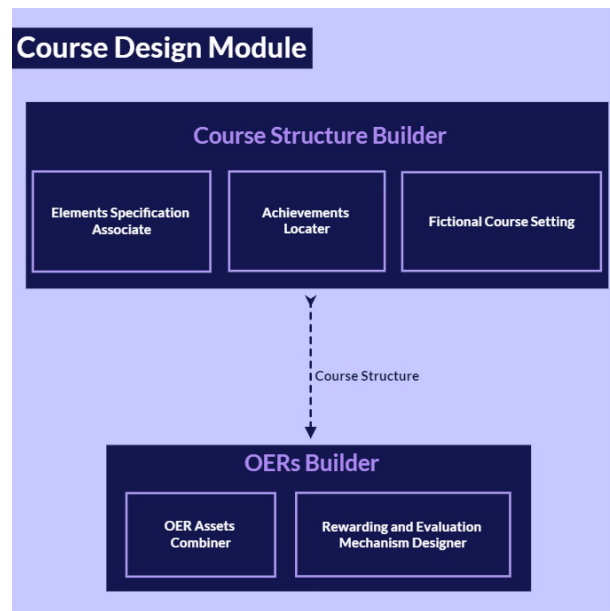 Course Design Module
Course Structure Builder
Elements Specification
Associate
Achievements
Locater
Fictional Course Setting
Course Structure
OERs Builder
OER Assets
Combiner
Rewarding and Evaluation
Mechanism Designer